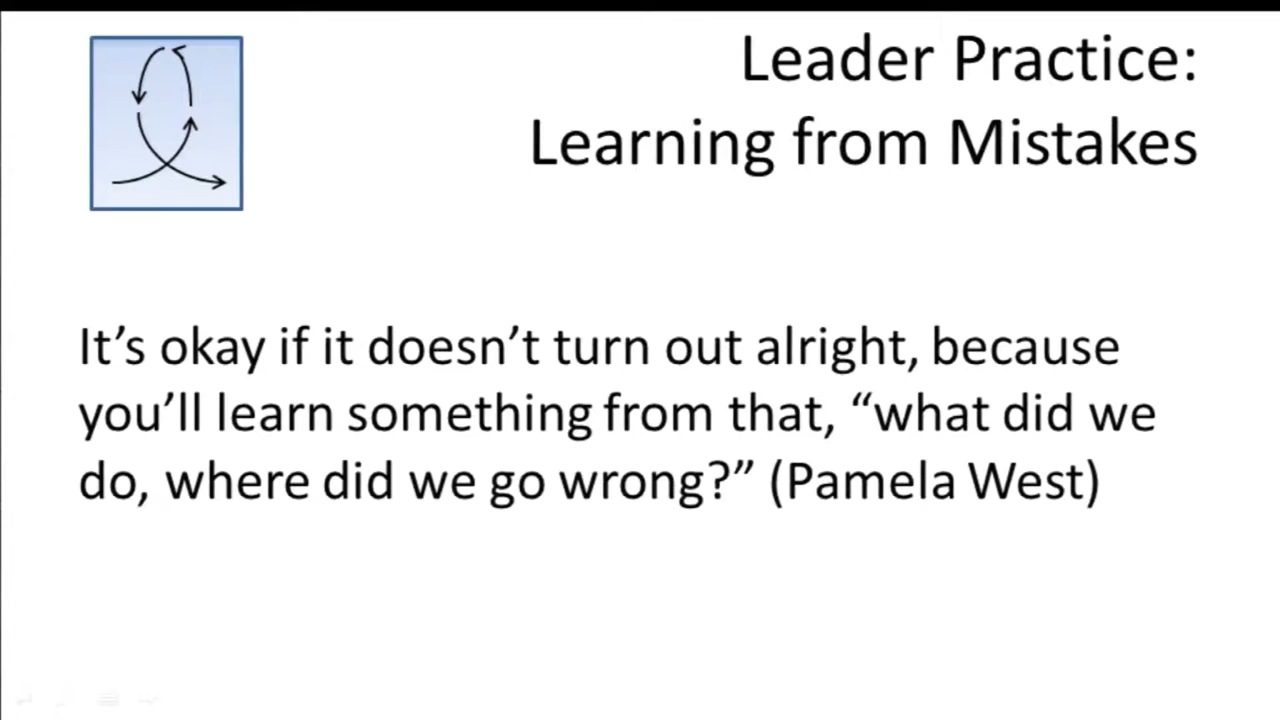 Leader Practice:
Learning from Mistakes
It’s okay if it doesn’t turn out alright, because
you’ll learn something from that, “what did we
do, where did we go wrong?” (Pamela West)